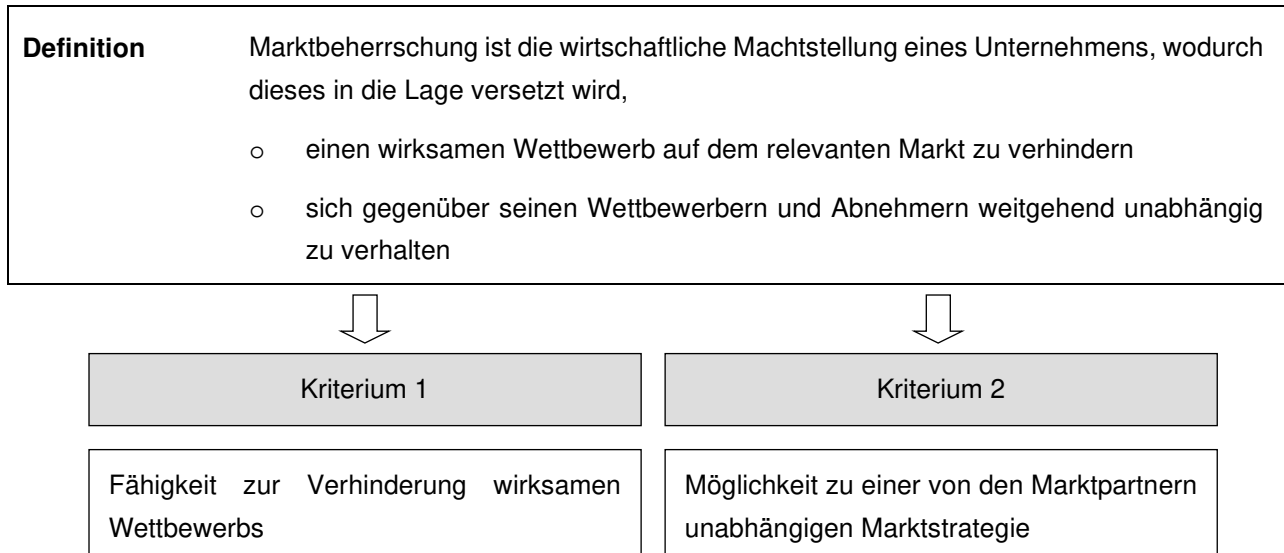 Definition Marktbeherrschung ist die wirtschaftliche Machtstellung eines Unternehmens, wodurch
dieses in die Lage versetzt wird,
o einen wirksamen Wettbewerb auf dem relevanten Markt zu verhindern
o sich gegenüber seinen Wettbewerbern und Abnehmern weitgehend unabhängig
zu verhalten
Kriterium 1
Kriterium 2
Fähigkeit zur Verhinderung wirksamen
Wettbewerbs
Möglichkeit zu einer von den Marktpartnern
unabhängigen Marktstrategie